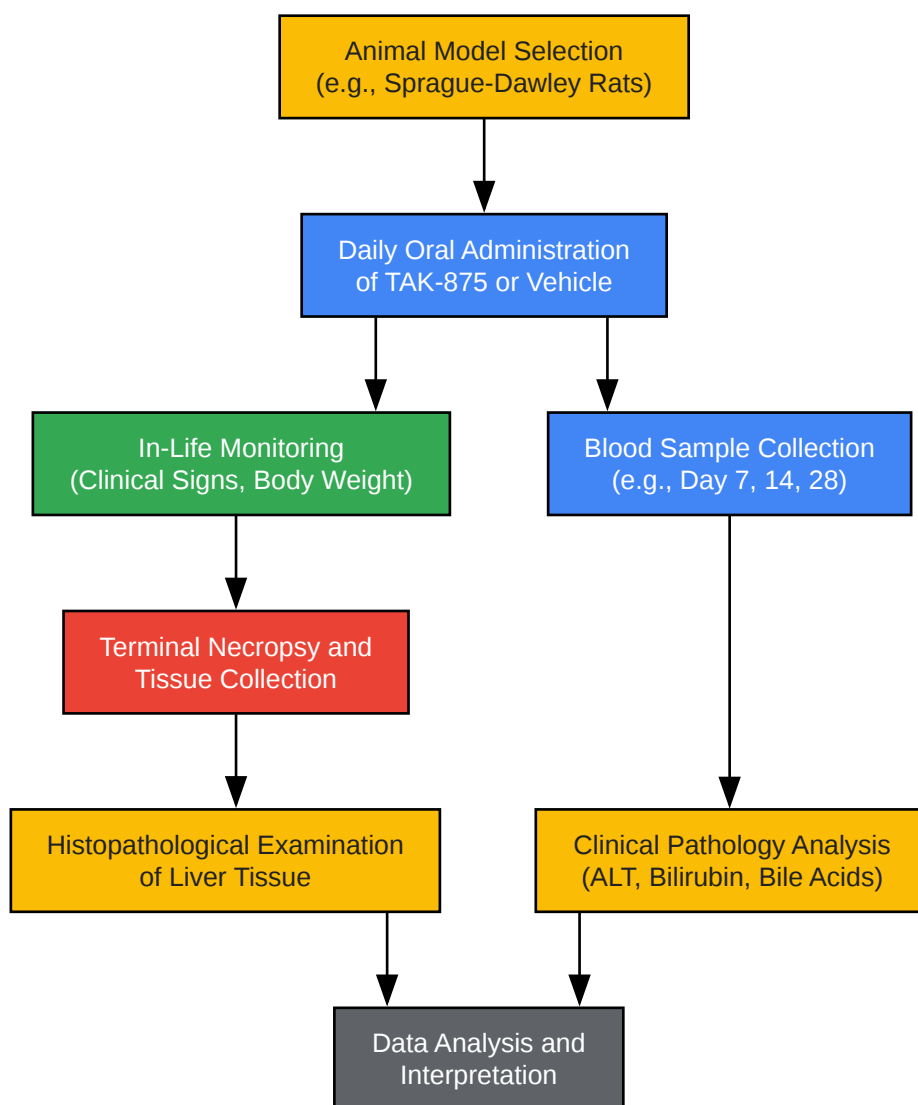 Animal Model Selection
(e.g., Sprague-Dawley Rats)
Daily Oral Administration
of TAK-875 or Vehicle
In-Life Monitoring
(Clinical Signs, Body Weight)
Blood Sample Collection
(e.g., Day 7, 14, 28)
Terminal Necropsy and
Tissue Collection
Histopathological Examination
of Liver Tissue
Clinical Pathology Analysis
(ALT, Bilirubin, Bile Acids)
Data Analysis and
Interpretation